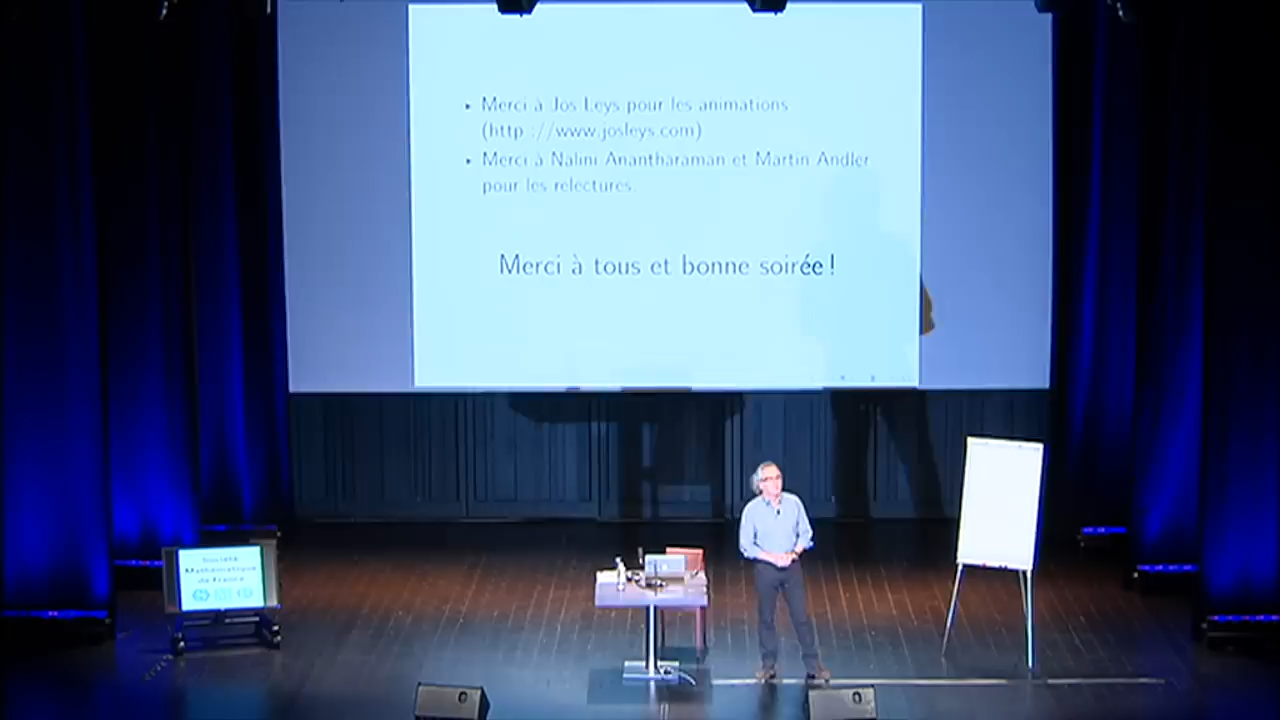 ▸ Merci à Jos Leys pour les animations
(http ://www.josleys.com)
▸ Merci à Nalini Anantharaman et Martin Andler
pour les relectures.
Merci à tous et bonne soirée !
Société
Mathématique
de France